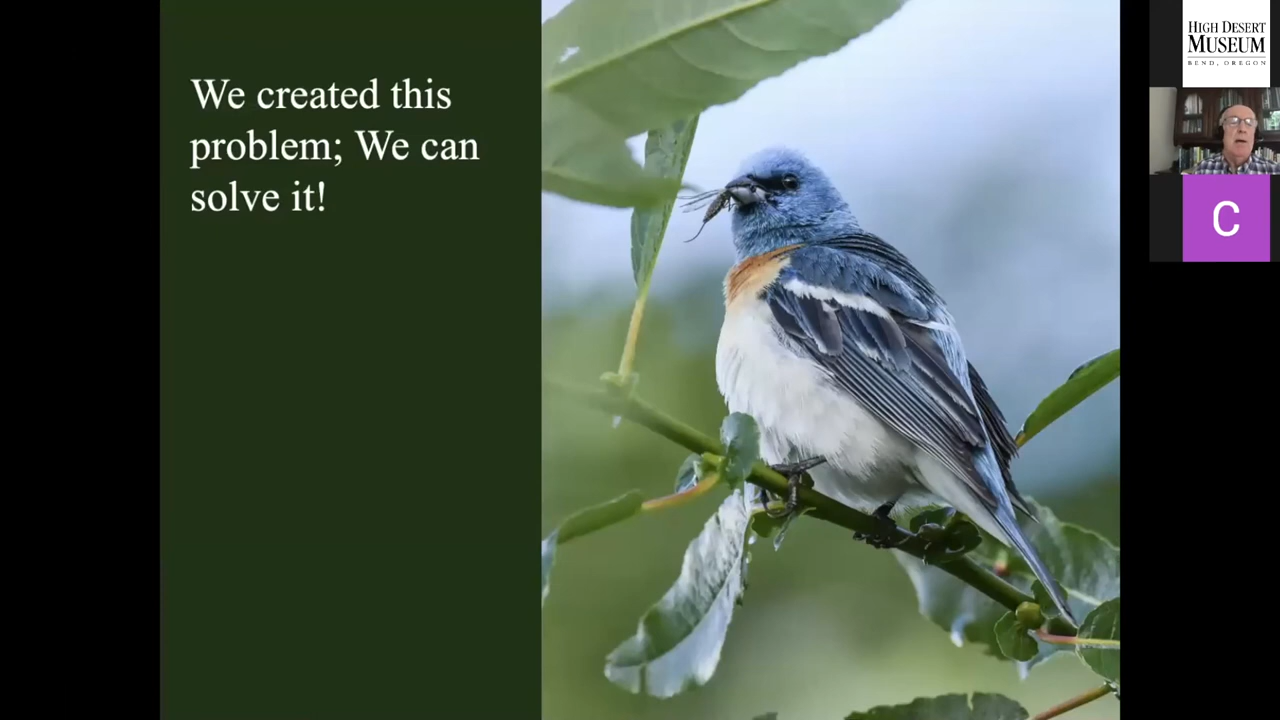 We created this
problem; We can
solve it!
HIGH DESERT
MUSEUM
BEND, OREGON
C